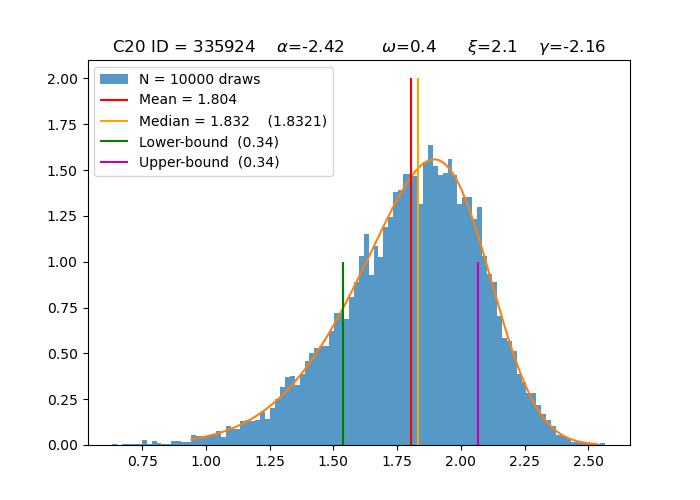 C20 ID = 335924 α=-2.42 ω=0.4 ξ=2.1 γ=-2.16
N = 10000 draws
Mean = 1.804
Median = 1.832 (1.8321)
Lower-bound (0.34)
Upper-bound (0.34)
2.00
1.75
1.50
1.25
1.00
0.75
0.50
0.25
0.00
0.75 1.00 1.25 1.50 1.75 2.00 2.25 2.50